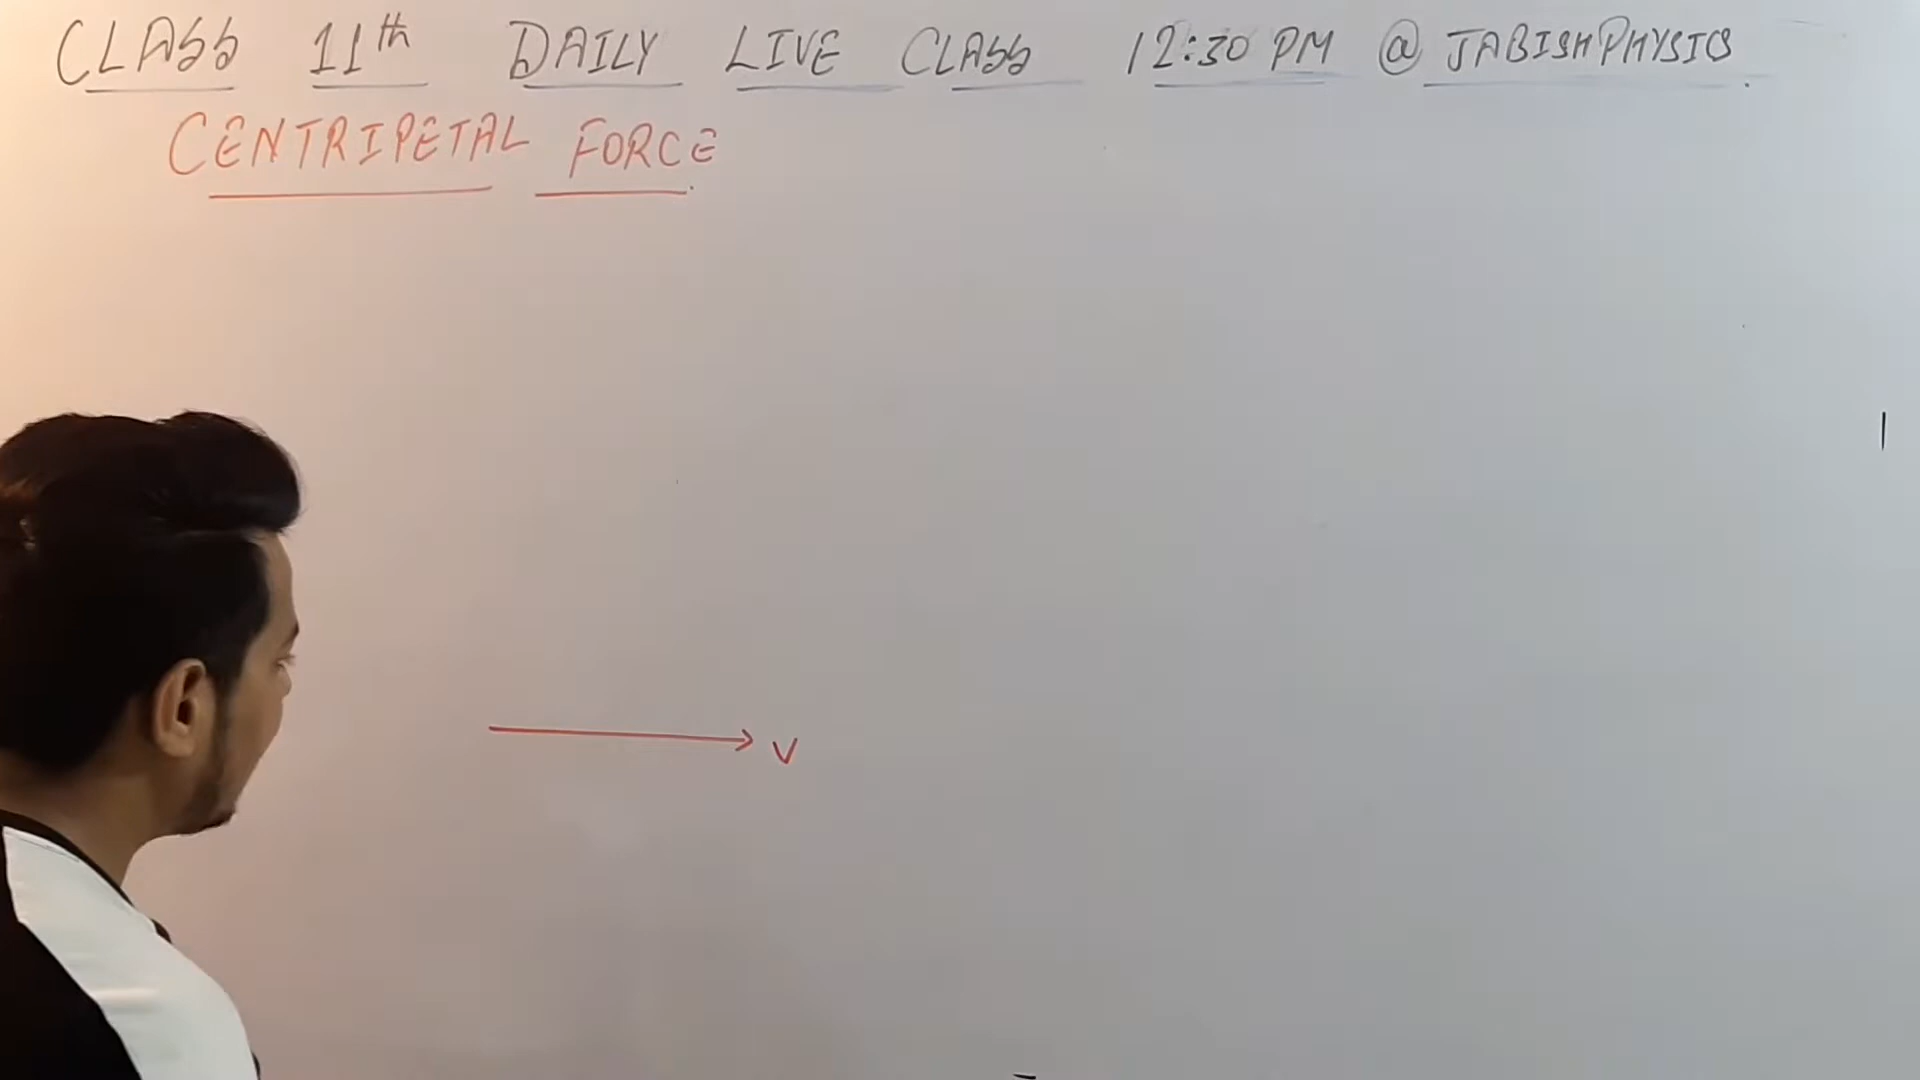 CLASS 11th DAILY LIVE CLASS 12:30 PM @ JABISHPHYSICS
CENTRIPETAL FORCE
V